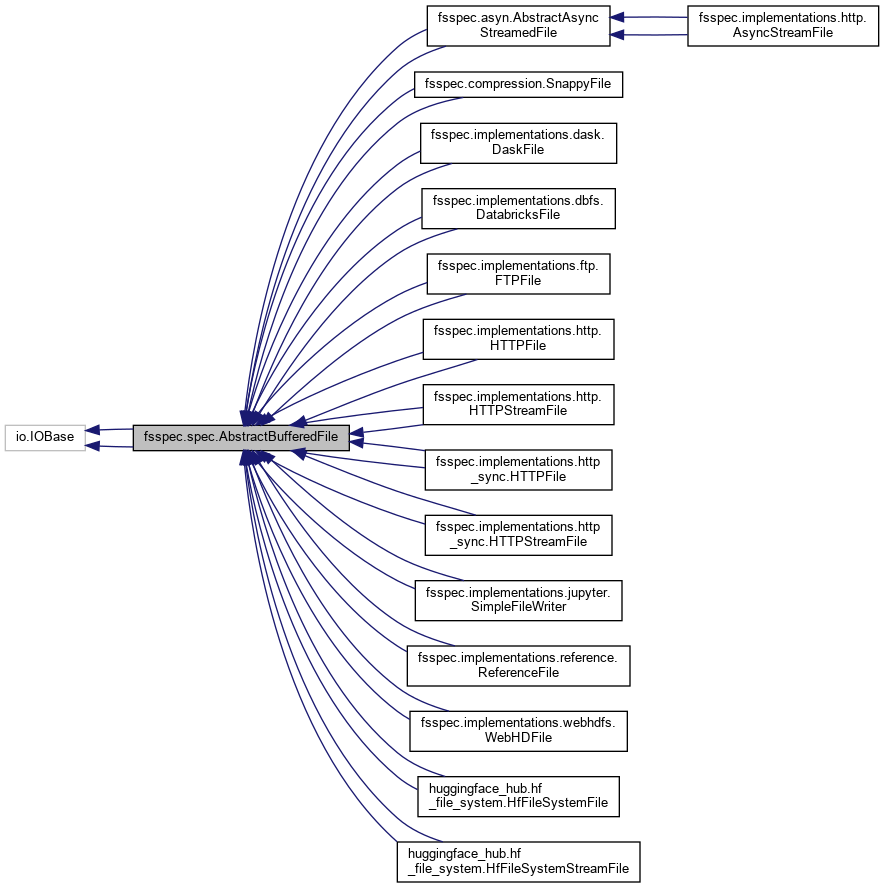 fsspec.asyn.AbstractAsync
StreamedFile
fsspec.implementations.http.
AsyncStreamFile
fsspec.compression.SnappyFile
fsspec.implementations.dask.
DaskFile
fsspec.implementations.dbfs.
DatabricksFile
fsspec.implementations.ftp.
FTPFile
fsspec.implementations.http.
HTTPFile
fsspec.implementations.http.
HTTPStreamFile
io.IOBase
fsspec.spec.AbstractBufferedFile
fsspec.implementations.http
_sync.HTTPFile
fsspec.implementations.http
_sync.HTTPStreamFile
fsspec.implementations.jupyter.
SimpleFileWriter
fsspec.implementations.reference.
ReferenceFile
fsspec.implementations.webhdfs.
WebHDFile
huggingface_hub.hf
_file_system.HfFileSystemFile
huggingface_hub.hf
_file_system.HfFileSystemStreamFile